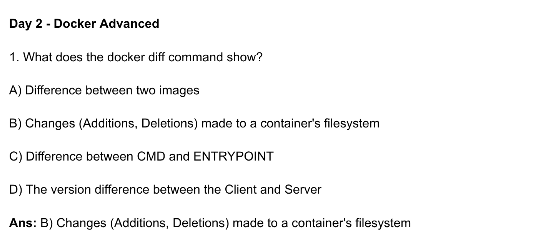 Day 2 - Docker Advanced
1. What does the docker diff command show?
A) Difference between two images
B) Changes (Additions, Deletions) made to a container's filesystem
C) Difference between CMD and ENTRYPOINT
D) The version difference between the Client and Server
Ans: B) Changes (Additions, Deletions) made to a container's filesystem